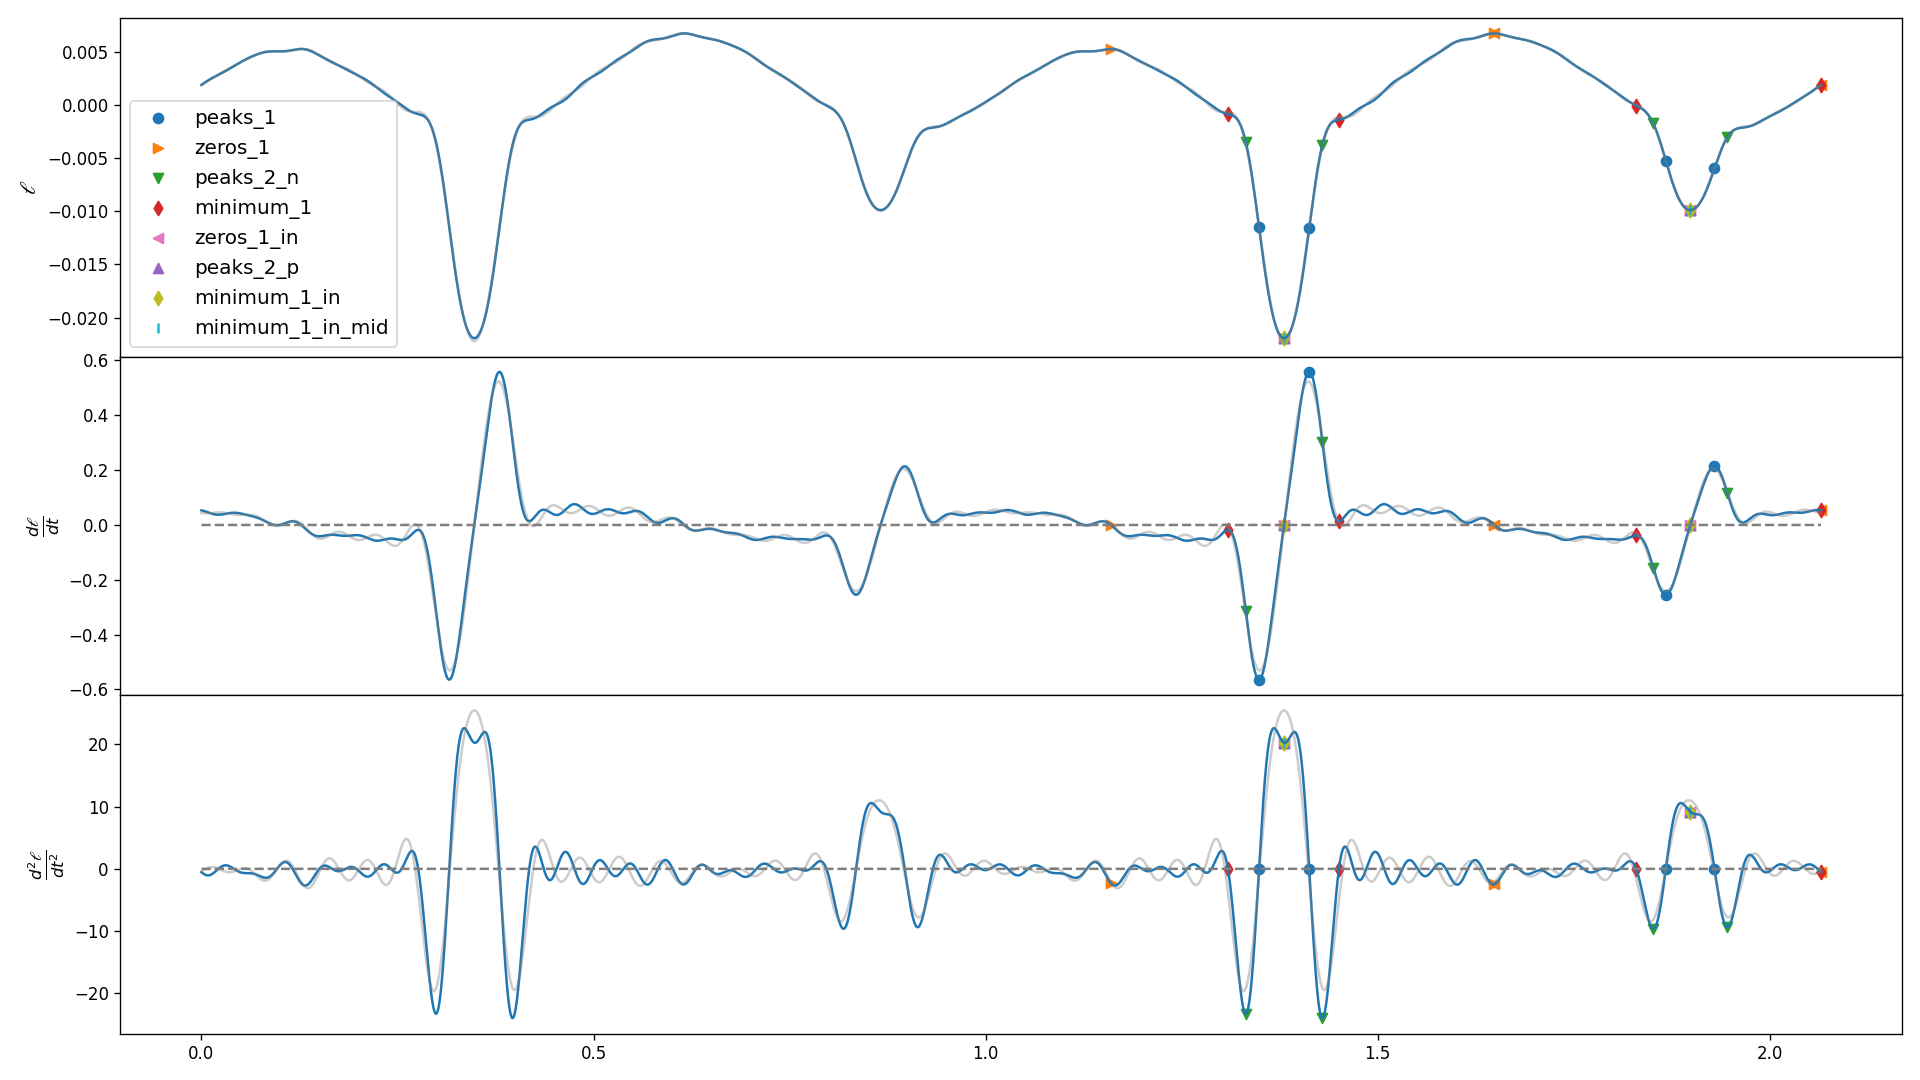 0.005
0.000
−0.005
−0.010
−0.015
−0.020
ℓ
peaks_1
zeros_1
peaks_2_n
minimum_1
zeros_1_in
peaks_2_p
minimum_1_in
minimum_1_in_mid
0.6
0.4
0.2
0.0
−0.2
−0.4
−0.6
dℓ
dt
20
10
0
−10
−20
d²ℓ
dt²
0.0 0.5 1.0 1.5 2.0